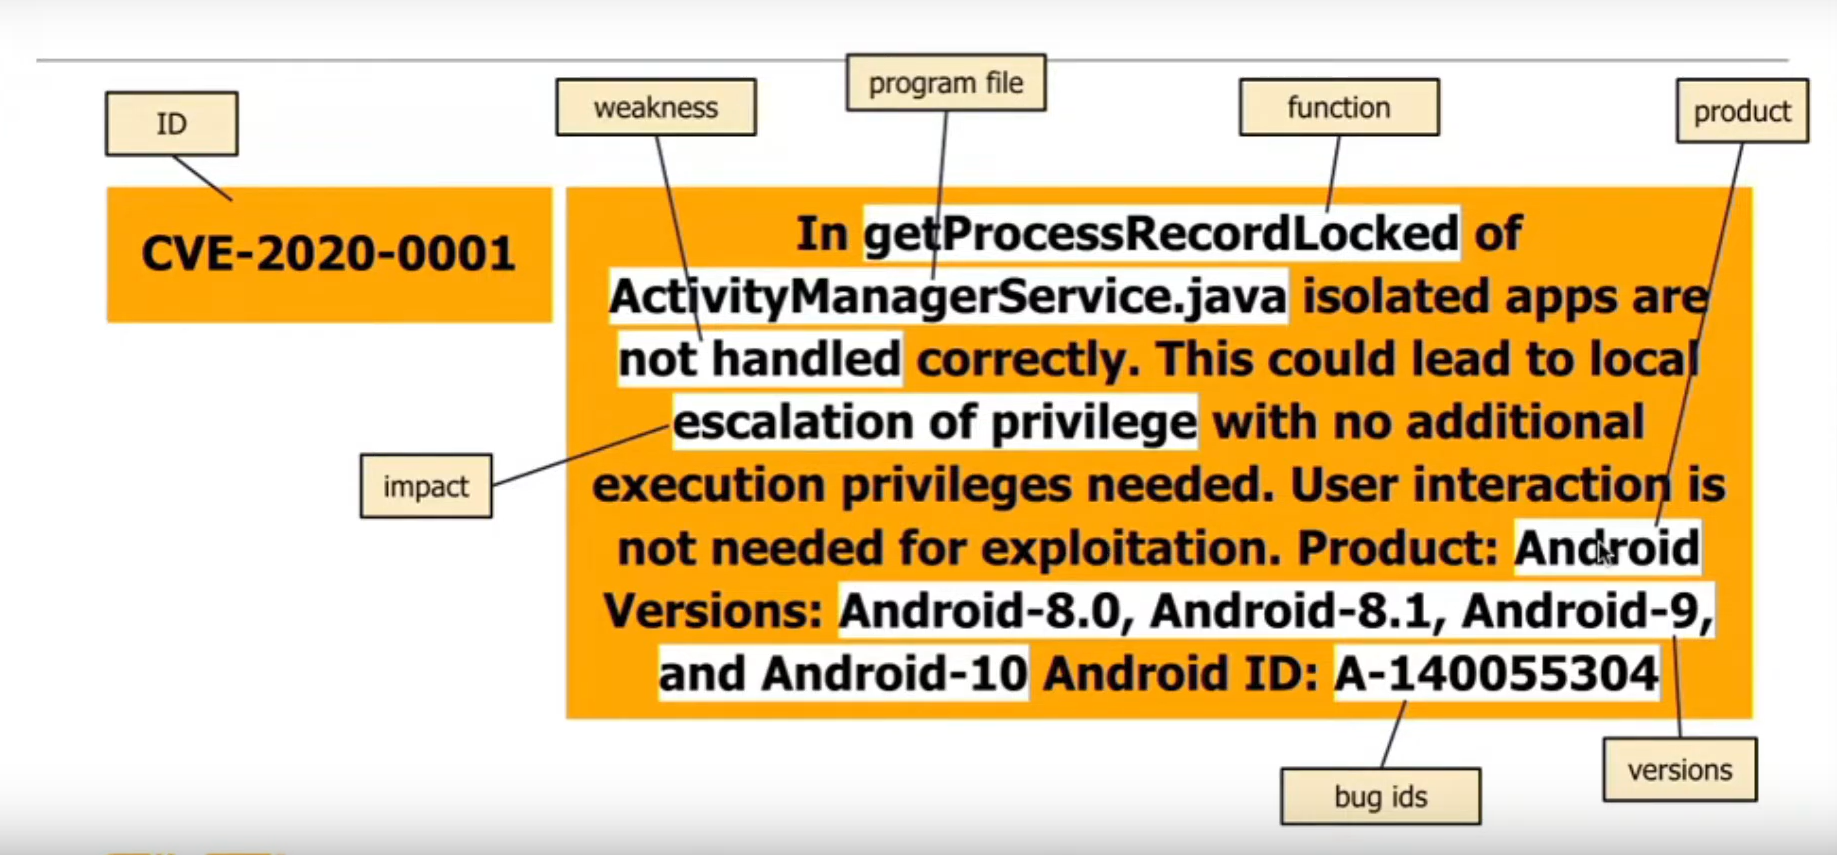 program file
ID
weakness
function
product
CVE-2020-0001
In getProcessRecordLocked of
ActivityManagerService.java isolated apps are
not handled correctly. This could lead to local
escalation of privilege with no additional
impact
execution privileges needed. User interaction is
not needed for exploitation. Product: Android
Versions: Android-8.0, Android-8.1, Android-9,
and Android-10 Android ID: A-140055304
versions
bug ids